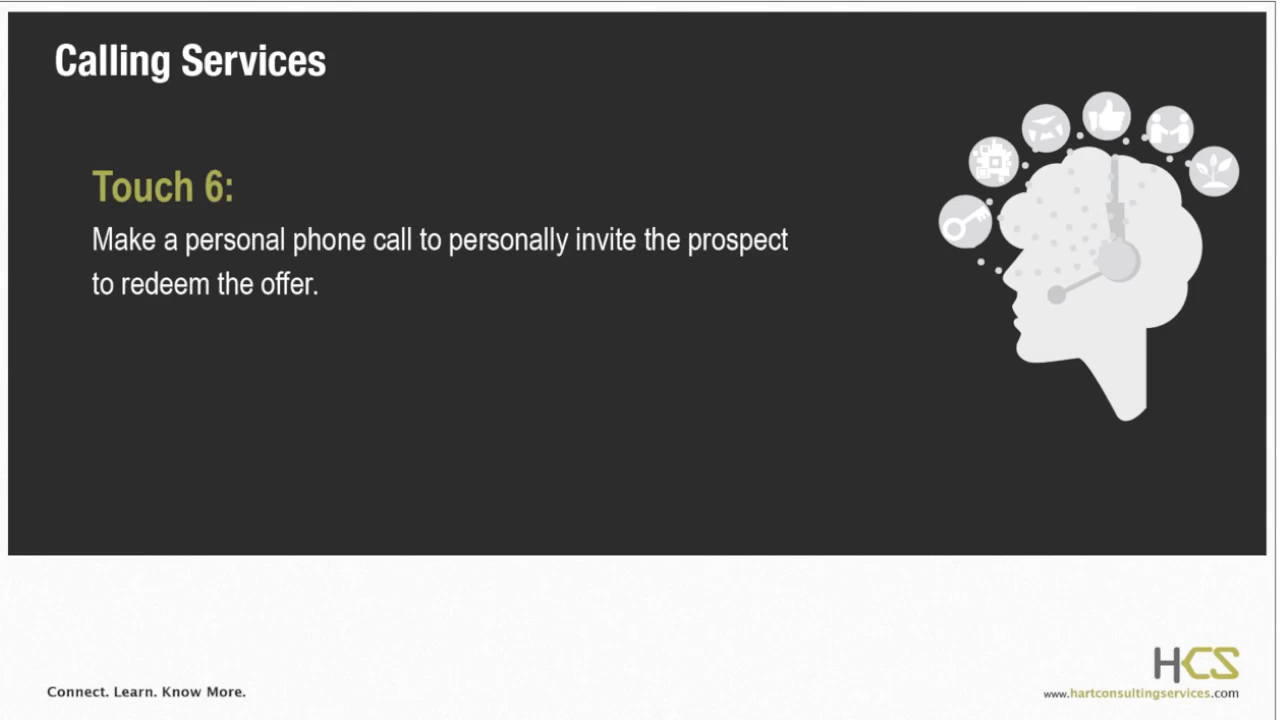 Calling Services
Touch 6:
Make a personal phone call to personally invite the prospect
to redeem the offer.
HCS
Connect. Learn. Know More.
www.hartconsultingservices.com